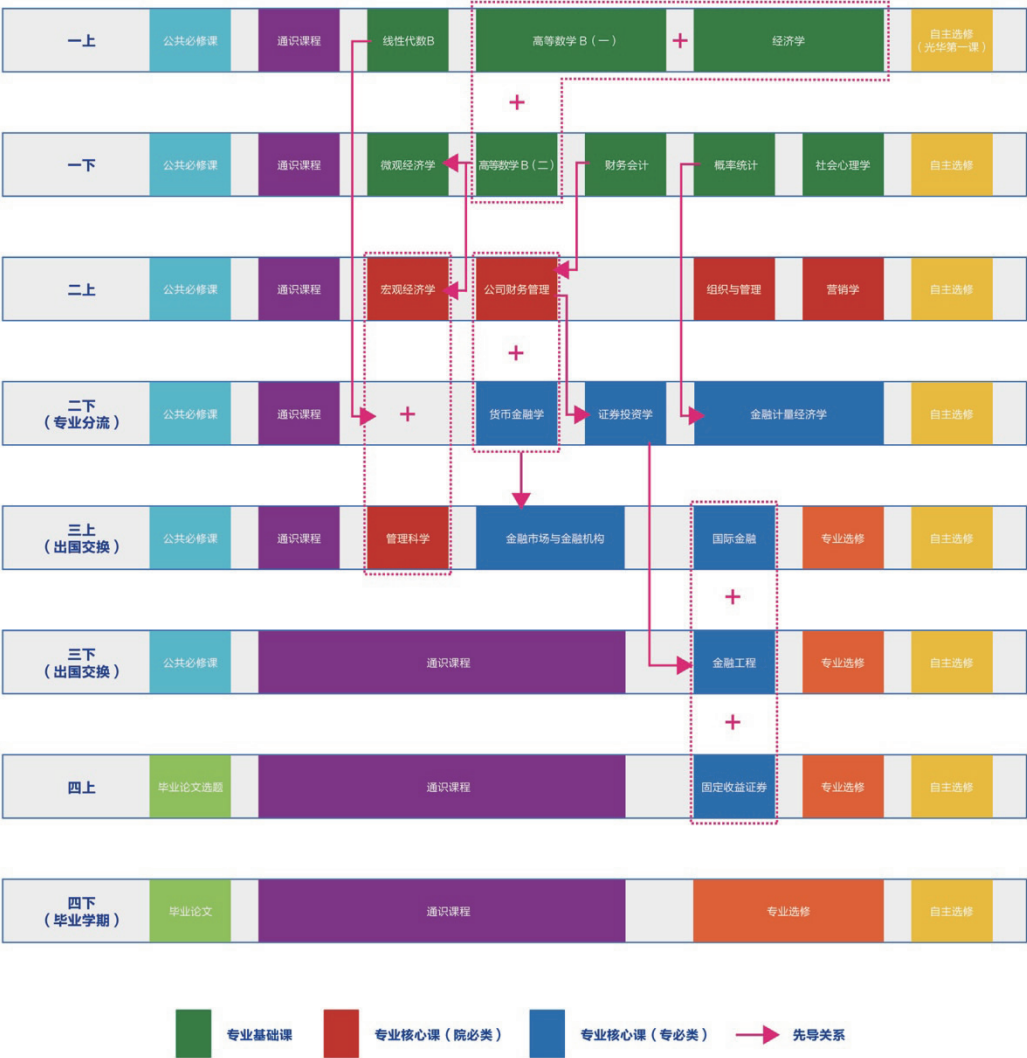 一上
公共必修课
通识课程
线性代数B
高等数学B（一）
+
经济学
自主选修
（光华第一课）
+
一下
公共必修课
通识课程
微观经济学
高等数学B（二）
财务会计
概率统计
社会心理学
自主选修
二上
公共必修课
通识课程
宏观经济学
公司财务管理
组织与管理
营销学
自主选修
+
二下
（专业分流）
公共必修课
通识课程
+
货币金融学
证券投资学
金融计量经济学
自主选修
三上
（出国交换）
公共必修课
通识课程
管理科学
金融市场与金融机构
国际金融
专业选修
自主选修
+
三下
（出国交换）
公共必修课
通识课程
金融工程
专业选修
自主选修
+
四上
毕业论文选题
通识课程
固定收益证券
专业选修
自主选修
四下
（毕业学期）
毕业论文
通识课程
专业选修
自主选修
专业基础课
专业核心课（院必类）
专业核心课（专必类）
先导关系